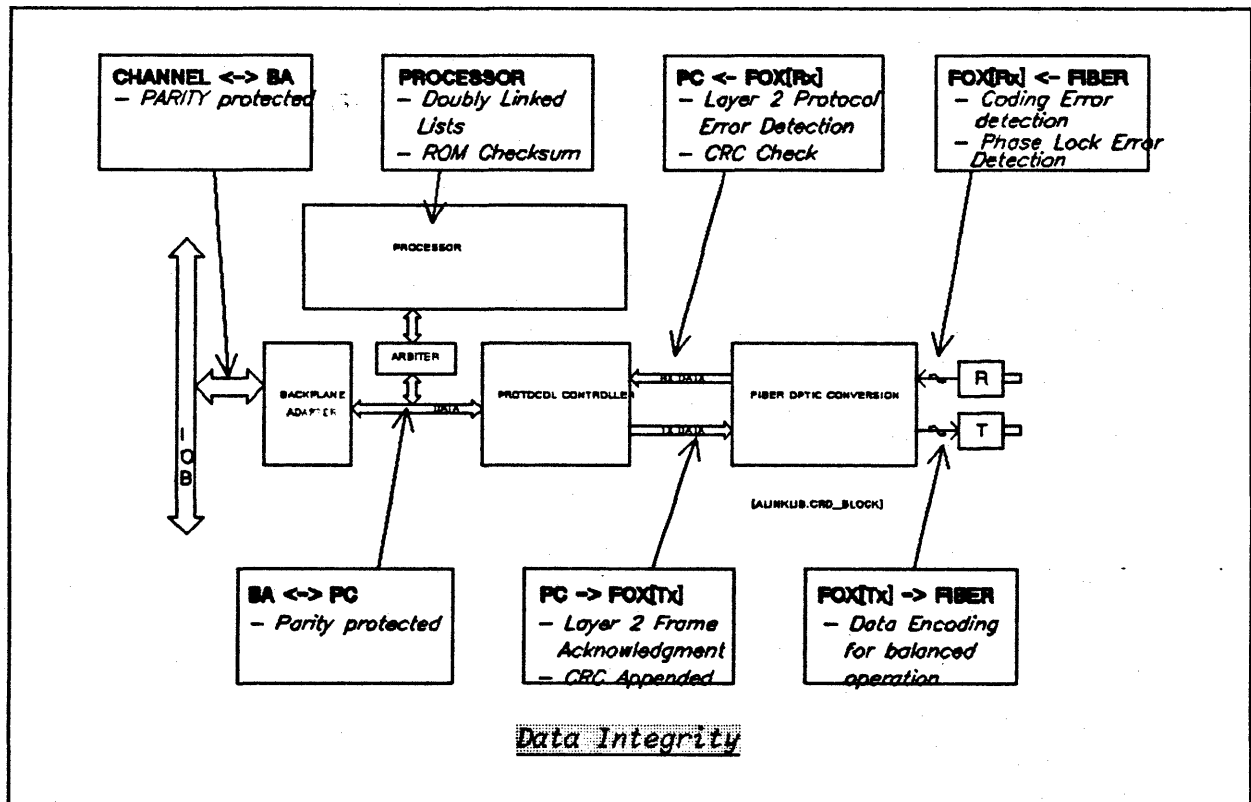 CHANNEL <-> BA
- PARITY protected
PROCESSOR
- Doubly Linked
Lists
- ROM Checksum
PC <- FOX[Rx]
- Layer 2 Protocol
Error Detection
- CRC Check
FOX[Rx] <- FIBER
- Coding Error
detection
- Phase Lock Error
Detection
PROCESSOR
ARBITER
BACKPLANE
ADAPTER
DATA
PROTOCOL CONTROLLER
RX DATA
TX DATA
FIBER OPTIC CONVERSION
R
T
IOB
[ALINKLIB.CRD_BLOCK]
BA <-> PC
- Parity protected
PC -> FOX[Tx]
- Layer 2 Frame
Acknowledgment
- CRC Appended
FOX[Tx] -> FIBER
- Data Encoding
for balanced
operation
Data Integrity